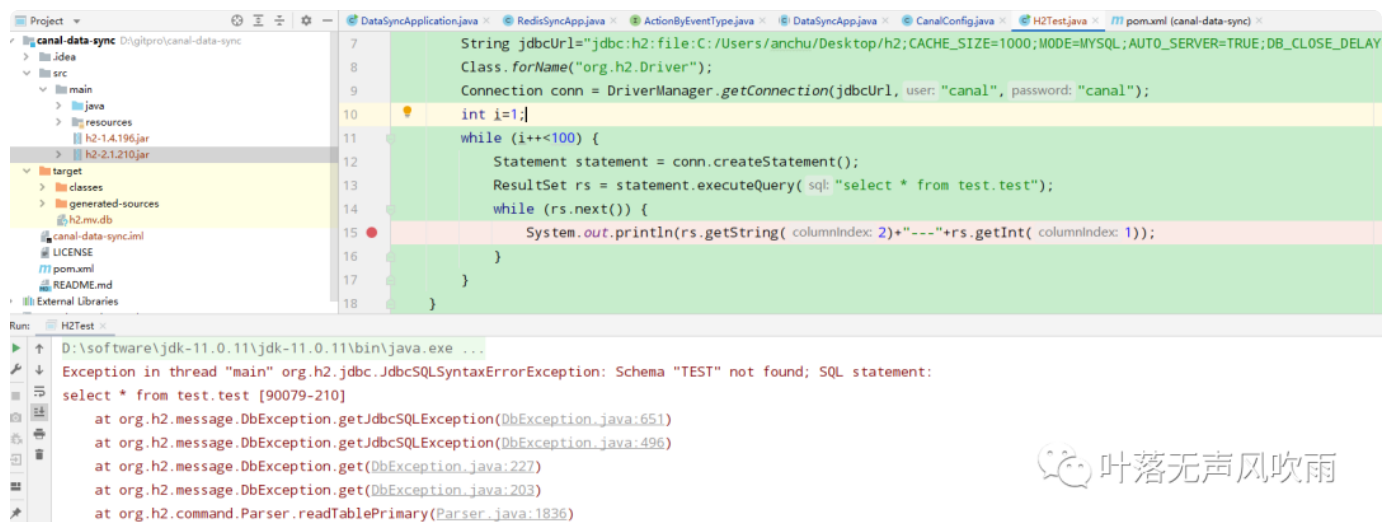 Project
DataSyncApplication.java × RedisSyncApp.java × ActionByEventType.java × DataSyncApp.java × CanalConfig.java × H2Test.java × pom.xml (canal-data-sync) ×
canal-data-sync D:\gitpro\canal-data-sync
.idea
src
main
java
resources
h2-1.4.196.jar
h2-2.1.210.jar
target
classes
generated-sources
h2.mv.db
canal-data-sync.iml
LICENSE
pom.xml
README.md
External Libraries
7 String jdbcUrl="jdbc:h2:file:C:/Users/anchu/Desktop/h2;CACHE_SIZE=1000;MODE=MYSQL;AUTO_SERVER=TRUE;DB_CLOSE_DELAY
8 Class.forName("org.h2.Driver");
9 Connection conn = DriverManager.getConnection(jdbcUrl, user: "canal", password: "canal");
10 int i=1;
11 while (i++<100) {
12 Statement statement = conn.createStatement();
13 ResultSet rs = statement.executeQuery( sql: "select * from test.test");
14 while (rs.next()) {
15 System.out.println(rs.getString( columnIndex: 2)+"---"+rs.getInt( columnIndex: 1));
16 }
17 }
18 }
Run: H2Test ×
D:\software\jdk-11.0.11\jdk-11.0.11\bin\java.exe ...
Exception in thread "main" org.h2.jdbc.JdbcSQLSyntaxErrorException: Schema "TEST" not found; SQL statement:
select * from test.test [90079-210]
at org.h2.message.DbException.getJdbcSQLException(DbException.java:651)
at org.h2.message.DbException.getJdbcSQLException(DbException.java:496)
at org.h2.message.DbException.get(DbException.java:227)
at org.h2.message.DbException.get(DbException.java:203)
at org.h2.command.Parser.readTablePrimary(Parser.java:1836)
叶落无声风吹雨